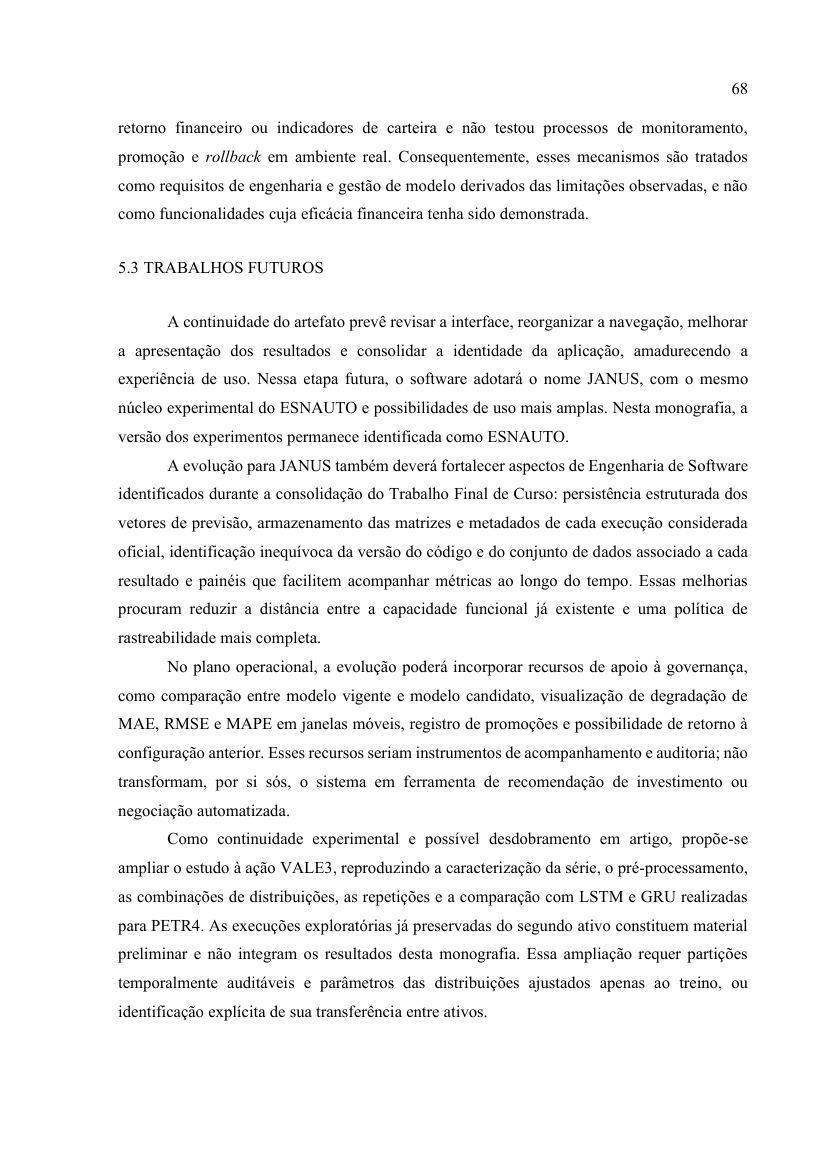 68
retorno financeiro ou indicadores de carteira e não testou processos de monitoramento,
promoção e rollback em ambiente real. Consequentemente, esses mecanismos são tratados
como requisitos de engenharia e gestão de modelo derivados das limitações observadas, e não
como funcionalidades cuja eficácia financeira tenha sido demonstrada.
5.3 TRABALHOS FUTUROS
A continuidade do artefato prevê revisar a interface, reorganizar a navegação, melhorar
a apresentação dos resultados e consolidar a identidade da aplicação, amadurecendo a
experiência de uso. Nessa etapa futura, o software adotará o nome JANUS, com o mesmo
núcleo experimental do ESNAUTO e possibilidades de uso mais amplas. Nesta monografia, a
versão dos experimentos permanece identificada como ESNAUTO.
A evolução para JANUS também deverá fortalecer aspectos de Engenharia de Software
identificados durante a consolidação do Trabalho Final de Curso: persistência estruturada dos
vetores de previsão, armazenamento das matrizes e metadados de cada execução considerada
oficial, identificação inequívoca da versão do código e do conjunto de dados associado a cada
resultado e painéis que facilitem acompanhar métricas ao longo do tempo. Essas melhorias
procuram reduzir a distância entre a capacidade funcional já existente e uma política de
rastreabilidade mais completa.
No plano operacional, a evolução poderá incorporar recursos de apoio à governança,
como comparação entre modelo vigente e modelo candidato, visualização de degradação de
MAE, RMSE e MAPE em janelas móveis, registro de promoções e possibilidade de retorno à
configuração anterior. Esses recursos seriam instrumentos de acompanhamento e auditoria; não
transformam, por si sós, o sistema em ferramenta de recomendação de investimento ou
negociação automatizada.
Como continuidade experimental e possível desdobramento em artigo, propõe-se
ampliar o estudo à ação VALE3, reproduzindo a caracterização da série, o pré-processamento,
as combinações de distribuições, as repetições e a comparação com LSTM e GRU realizadas
para PETR4. As execuções exploratórias já preservadas do segundo ativo constituem material
preliminar e não integram os resultados desta monografia. Essa ampliação requer partições
temporalmente auditáveis e parâmetros das distribuições ajustados apenas ao treino, ou
identificação explícita de sua transferência entre ativos.